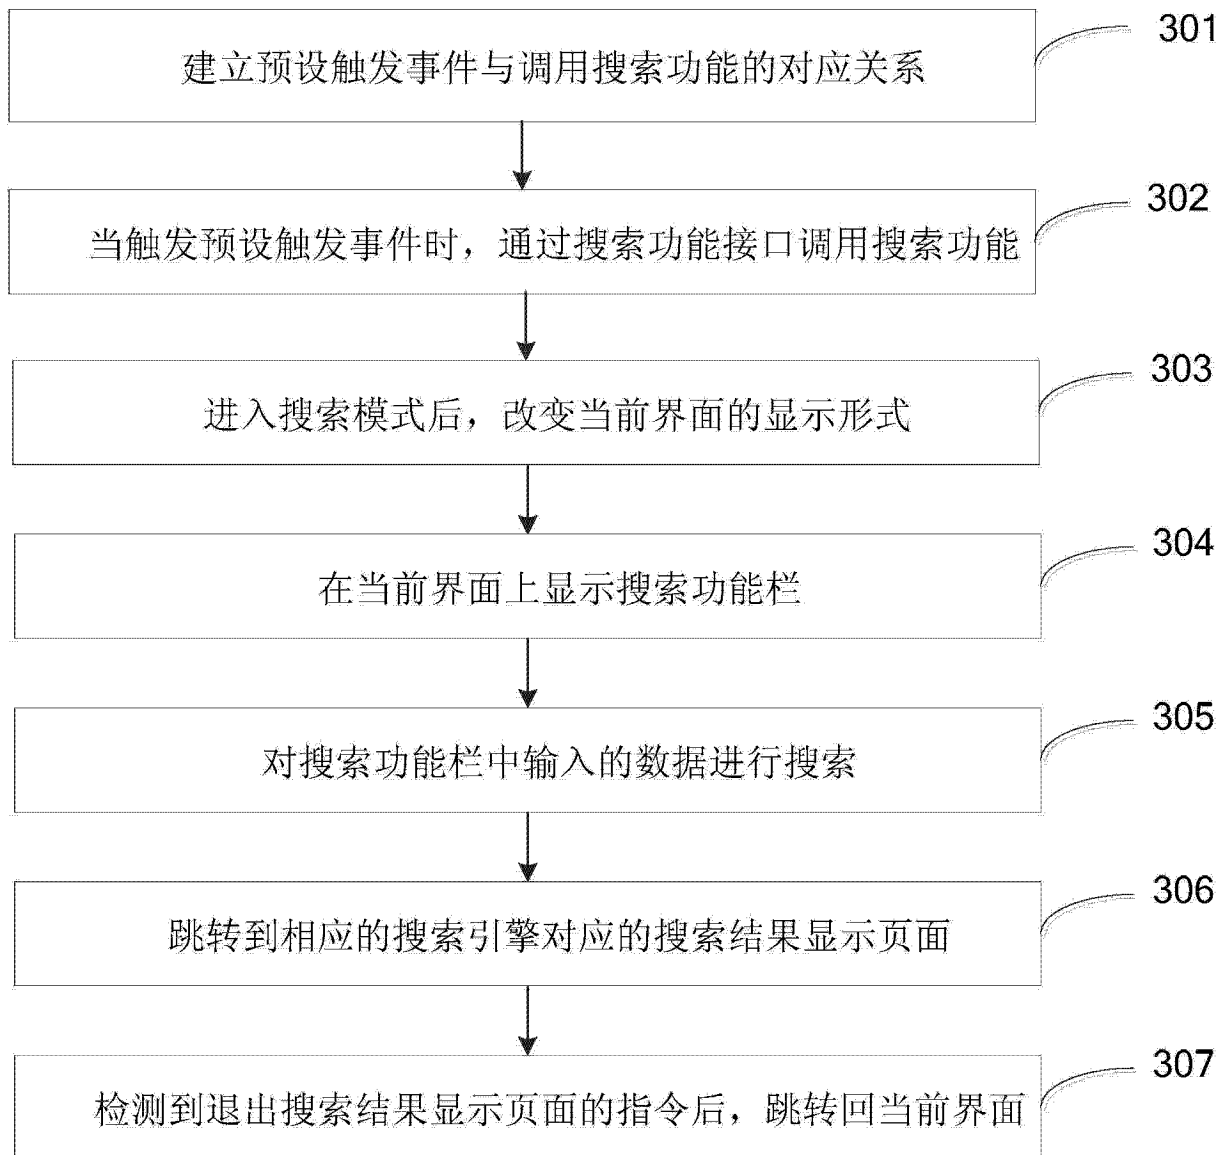 301
建立预设触发事件与调用搜索功能的对应关系
302
当触发预设触发事件时，通过搜索功能接口调用搜索功能
303
进入搜索模式后，改变当前界面的显示形式
304
在当前界面上显示搜索功能栏
305
对搜索功能栏中输入的数据进行搜索
306
跳转到相应的搜索引擎对应的搜索结果显示页面
307
检测到退出搜索结果显示页面的指令后，跳转回当前界面